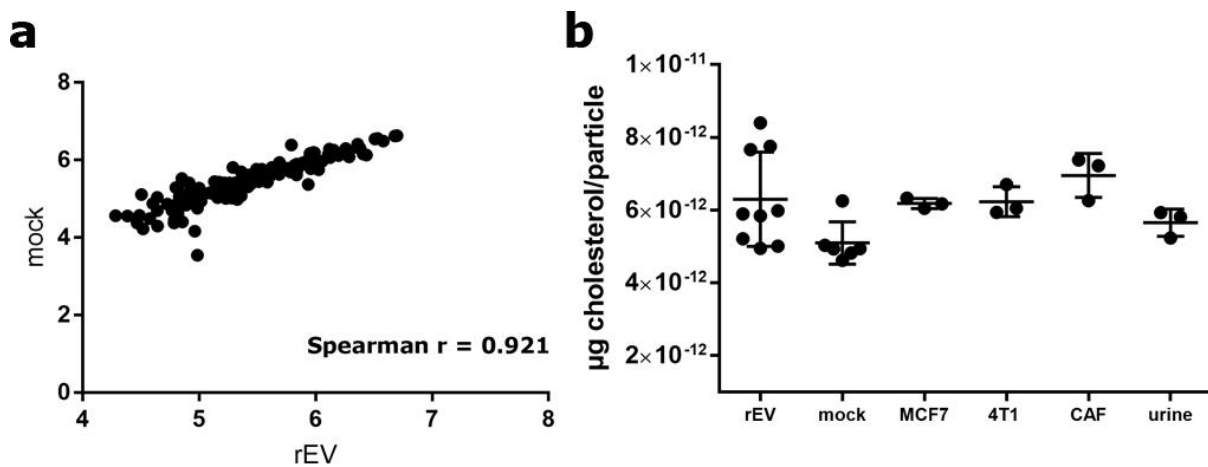 a
8
6
4
2
0
mock
Spearman r = 0.921
4 5 6 7 8
rEV
b
1×10⁻¹¹
8×10⁻¹²
6×10⁻¹²
4×10⁻¹²
2×10⁻¹²
µg cholesterol/particle
rEV mock MCF7 4T1 CAF urine